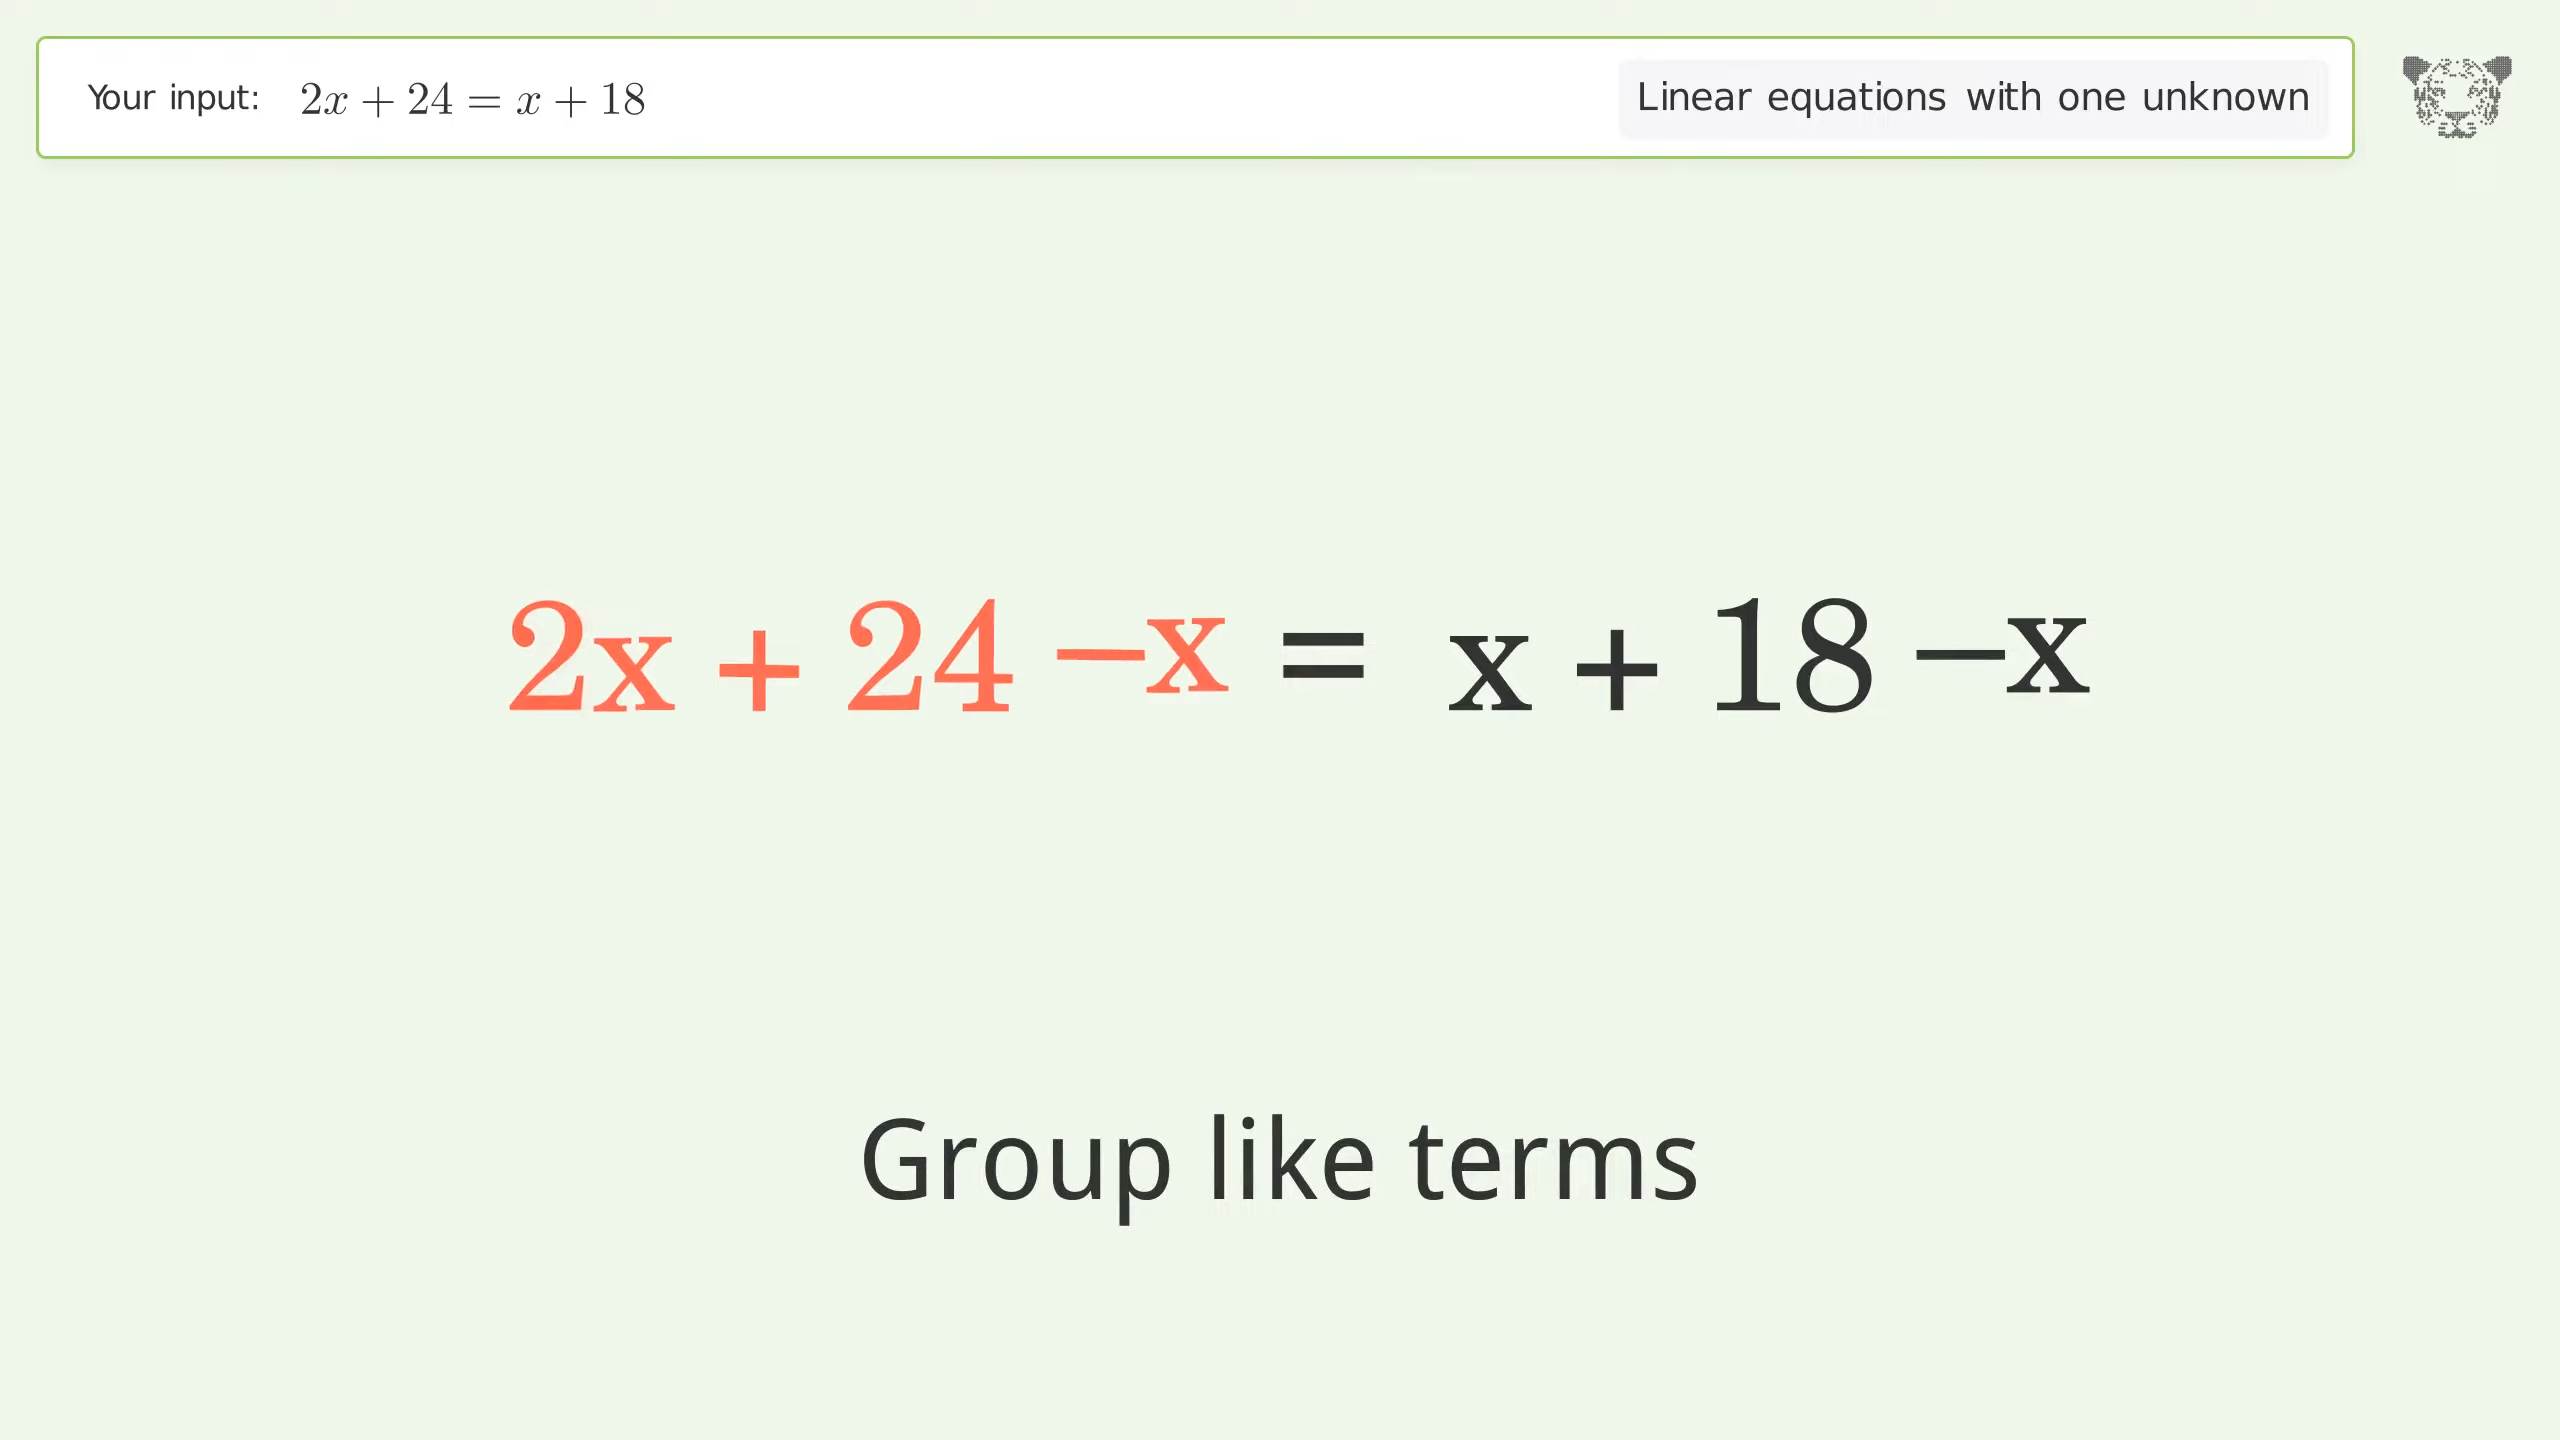 Your input: 2x + 24 = x + 18
Linear equations with one unknown
2x + 24 −x = x + 18 −x
Group like terms